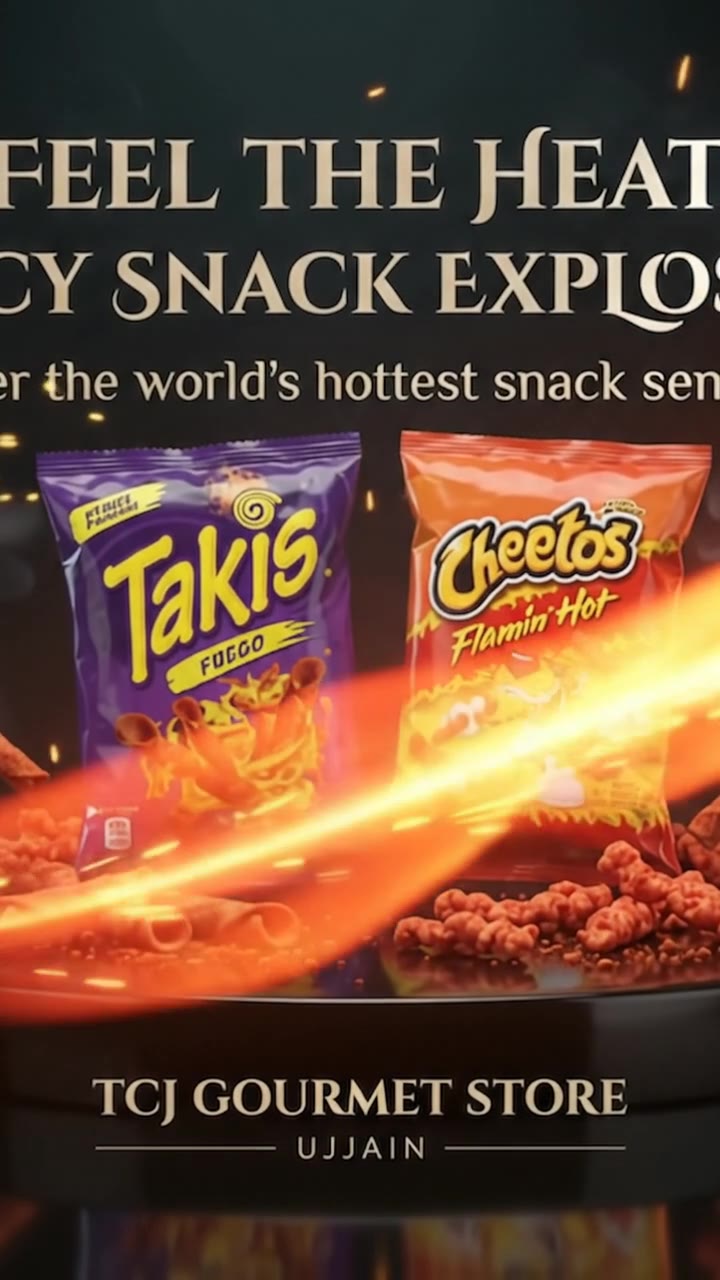 FEEL THE HEAT
CY SNACK EXPLOS
er the world's hottest snack sen
Takis
FUEGO
Cheetos
Flamin' Hot
TCJ GOURMET STORE
UJJAIN